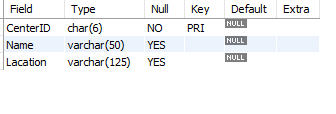 Field Type Null Key Default Extra
CenterID char(6) NO PRI NULL
Name varchar(50) YES NULL
Lacation varchar(125) YES NULL